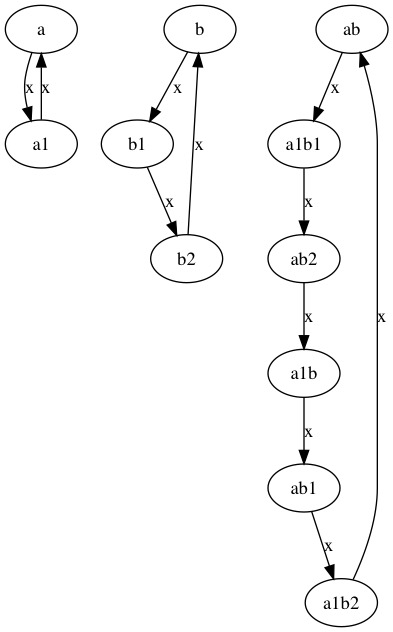 a b ab
x x x x
a1 b1 a1b1
x x
b2 ab2
x
x
a1b
x
ab1
x
a1b2
x